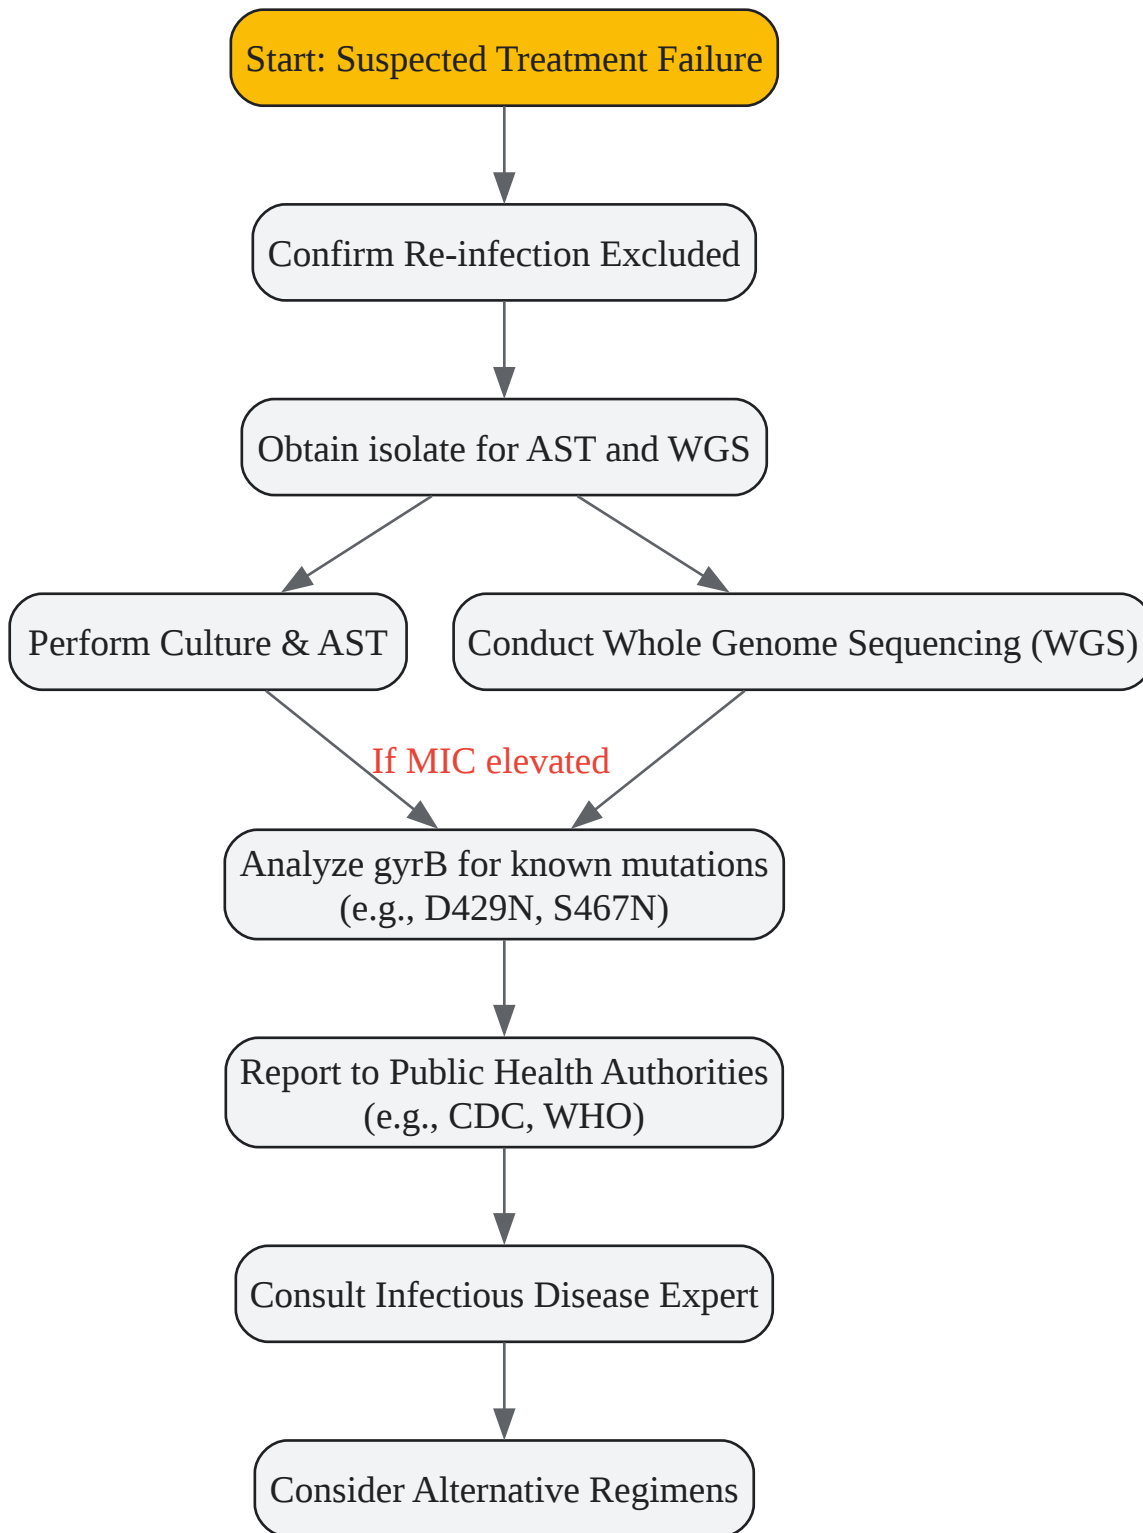 Start: Suspected Treatment Failure
Confirm Re-infection Excluded
Obtain isolate for AST and WGS
Perform Culture & AST
Conduct Whole Genome Sequencing (WGS)
If MIC elevated
Analyze gyrB for known mutations
(e.g., D429N, S467N)
Report to Public Health Authorities
(e.g., CDC, WHO)
Consult Infectious Disease Expert
Consider Alternative Regimens